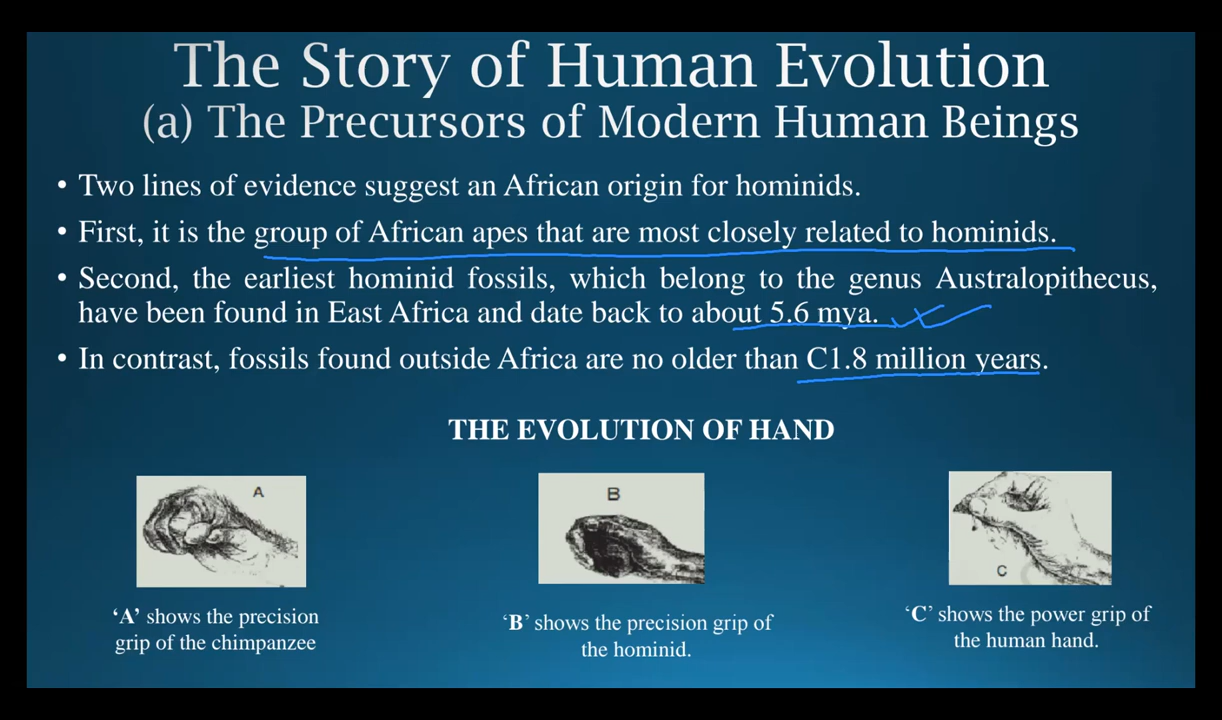 The Story of Human Evolution
(a) The Precursors of Modern Human Beings
• Two lines of evidence suggest an African origin for hominids.
• First, it is the group of African apes that are most closely related to hominids.
• Second, the earliest hominid fossils, which belong to the genus Australopithecus,
have been found in East Africa and date back to about 5.6 mya.
• In contrast, fossils found outside Africa are no older than C1.8 million years.
THE EVOLUTION OF HAND
A
B
C
‘A’ shows the precision
grip of the chimpanzee
‘B’ shows the precision grip of
the hominid.
‘C’ shows the power grip of
the human hand.